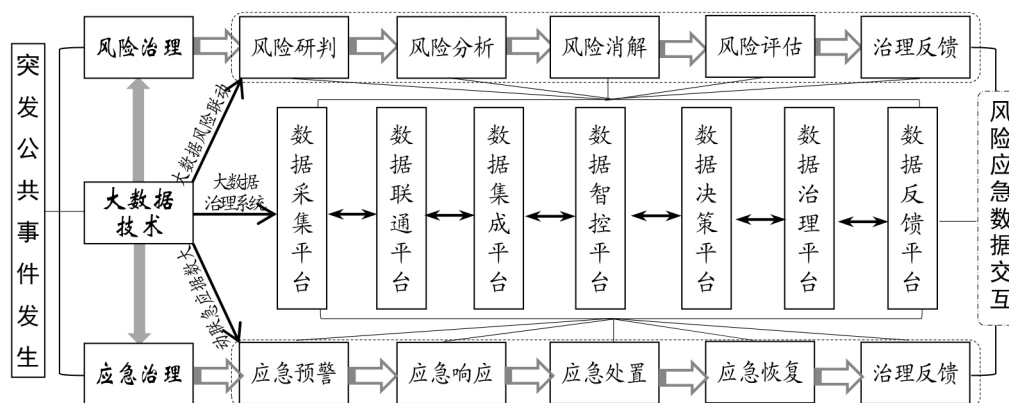 突发公共事件发生
风险治理
风险研判
风险分析
风险消解
风险评估
治理反馈
大数据风险联动
大数据
技术
大数据
治理系统
数据采集平台
数据联通平台
数据集成平台
数据智控平台
数据决策平台
数据治理平台
数据反馈平台
风险应急数据交互
大数据应急联动
应急治理
应急预警
应急响应
应急处置
应急恢复
治理反馈